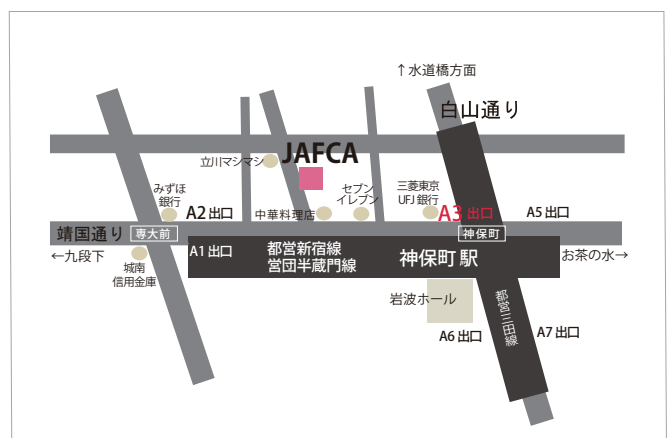 ↑水道橋方面
白山通り
立川マシマシ
JAFCA
みずほ
銀行
A2 出口
中華料理店
セブン
イレブン
三菱東京
UFJ 銀行
A3 出口
A5 出口
靖国通り
専大前
神保町
←九段下
A1 出口
都営新宿線
営団半蔵門線
神保町 駅
お茶の水→
城南
信用金庫
岩波ホール
都営三田線
A6 出口
A7 出口